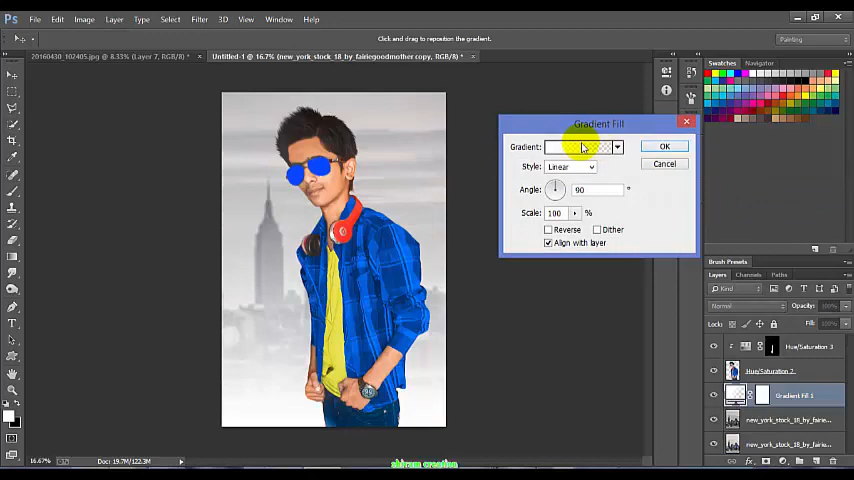 Ps File Edit Image Layer Type Select Filter 3D View Window Help
Click and drag to reposition the gradient.
Painting
20160430_102405.jpg @ 8.33% (Layer 7, RGB/8) * ×
Untitled-1 @ 16.7% (new_york_stock_18_by_fairiegoodmother copy, RGB/8) * ×
Swatches Navigator
Gradient Fill
Gradient:
OK
Style: Linear
Cancel
Angle: 90 °
Scale: 100 %
Reverse Dither
Align with layer
Brush Presets
Layers Channels Paths
Kind
Normal Opacity: 100%
Locks Fill: 100%
Hue/Saturation 3
Hue/Saturation 2
Gradient Fill 1
new_york_stock_18_by_fairie...
new_york_stock_18_by_fairie...
16.67% Doc: 19.7M/122.3M
fx